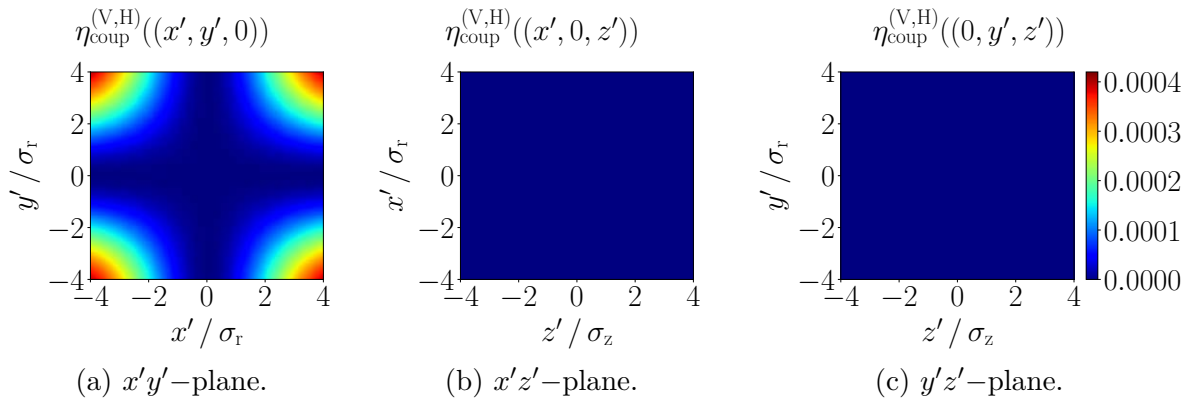 η_coup^(V,H)((x′, y′, 0))
η_coup^(V,H)((x′, 0, z′))
η_coup^(V,H)((0, y′, z′))
4
2
0
−2
−4
y′ / σ_r
−4 −2 0 2 4
x′ / σ_r
4
2
0
−2
−4
x′ / σ_r
−4 −2 0 2 4
z′ / σ_z
4
2
0
−2
−4
y′ / σ_r
−4 −2 0 2 4
z′ / σ_z
0.0004
0.0003
0.0002
0.0001
0.0000
(a) x′y′−plane.
(b) x′z′−plane.
(c) y′z′−plane.